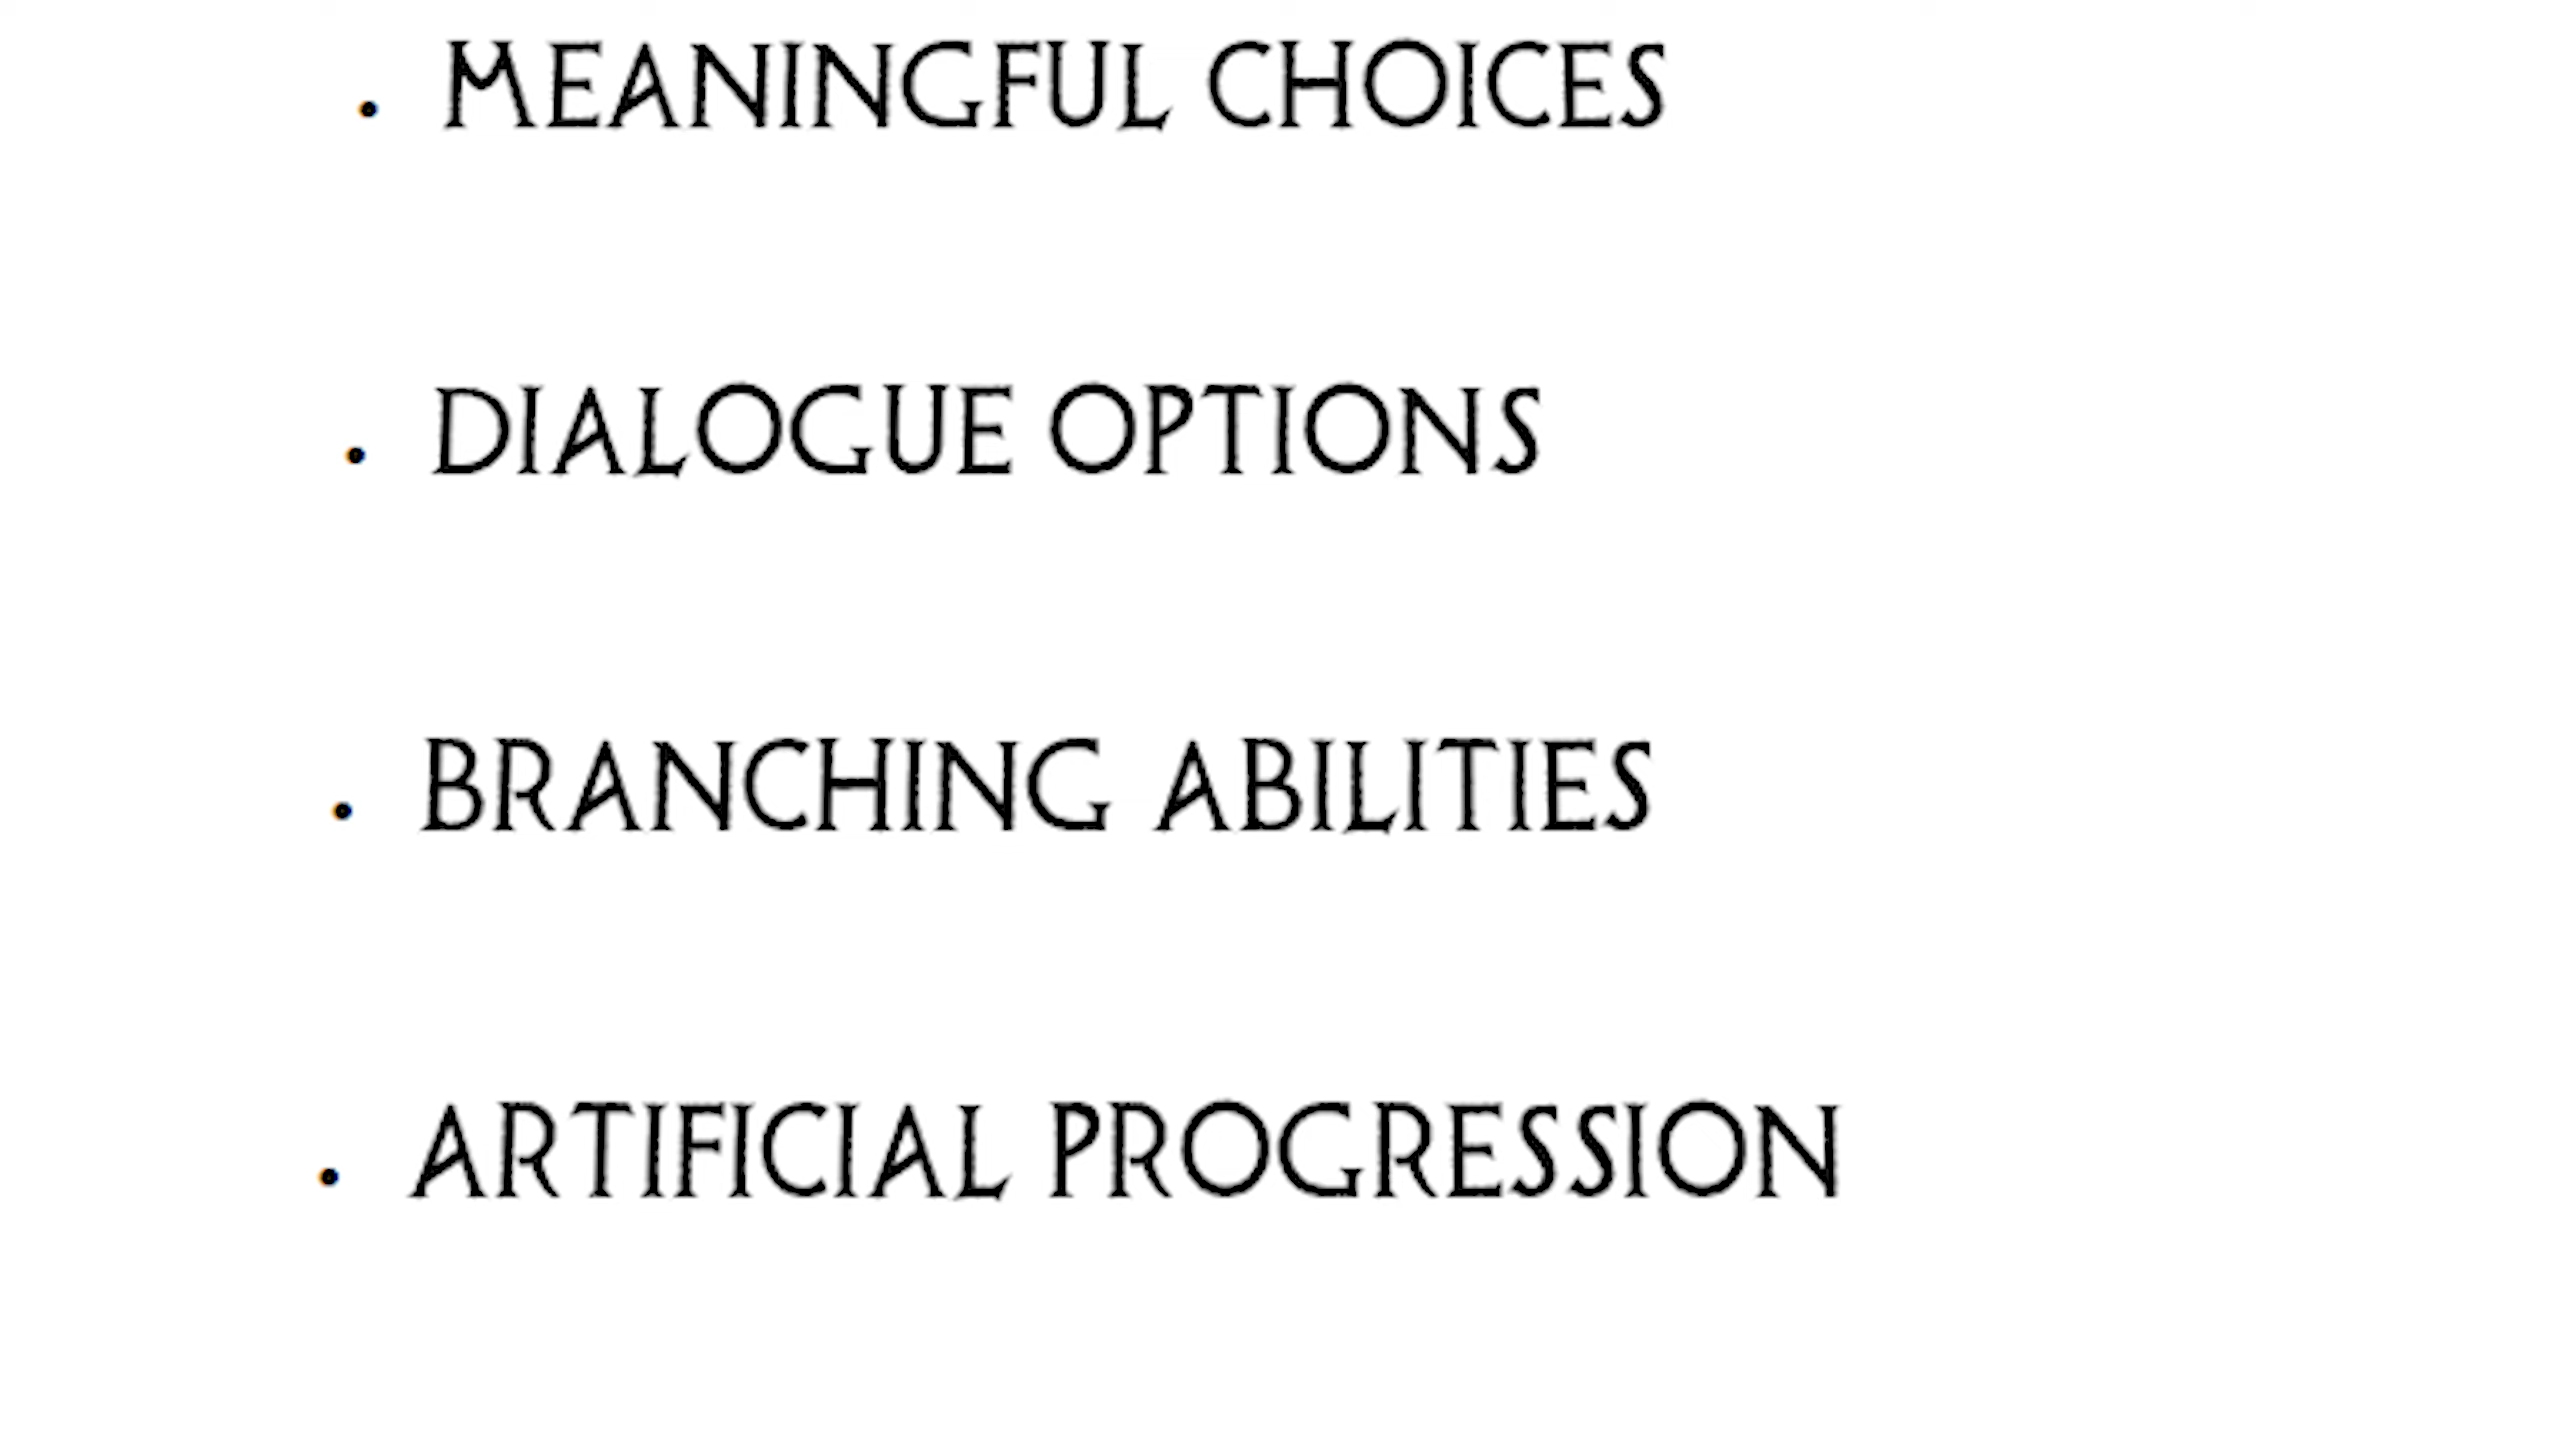 • MEANINGFUL CHOICES
• DIALOGUE OPTIONS
• BRANCHING ABILITIES
• ARTIFICIAL PROGRESSION